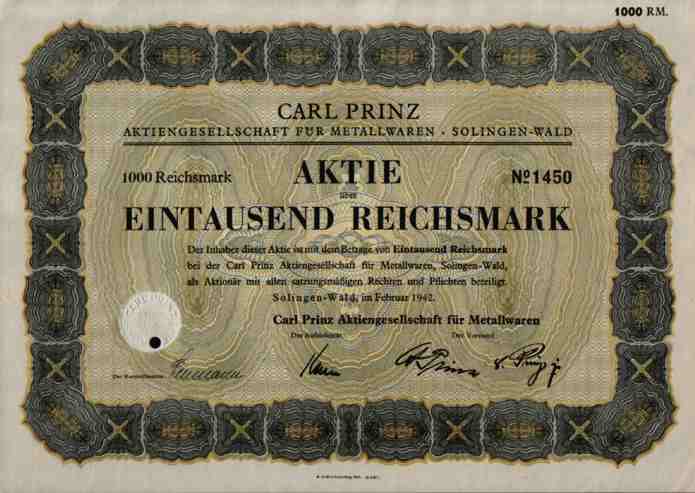 1000 RM.
CARL PRINZ
AKTIENGESELLSCHAFT FÜR METALLWAREN · SOLINGEN-WALD
1000 Reichsmark AKTIE Nº 1450
über
EINTAUSEND REICHSMARK
Der Inhaber dieser Aktie ist mit dem Betrage von Eintausend Reichsmark
bei der Carl Prinz Aktiengesellschaft für Metallwaren, Solingen-Wald,
als Aktionär mit allen satzungsmäßigen Rechten und Pflichten beteiligt.
Solingen-Wald, im Februar 1942.
Carl Prinz Aktiengesellschaft für Metallwaren
Der Aufsichtsrat: Der Vorstand: